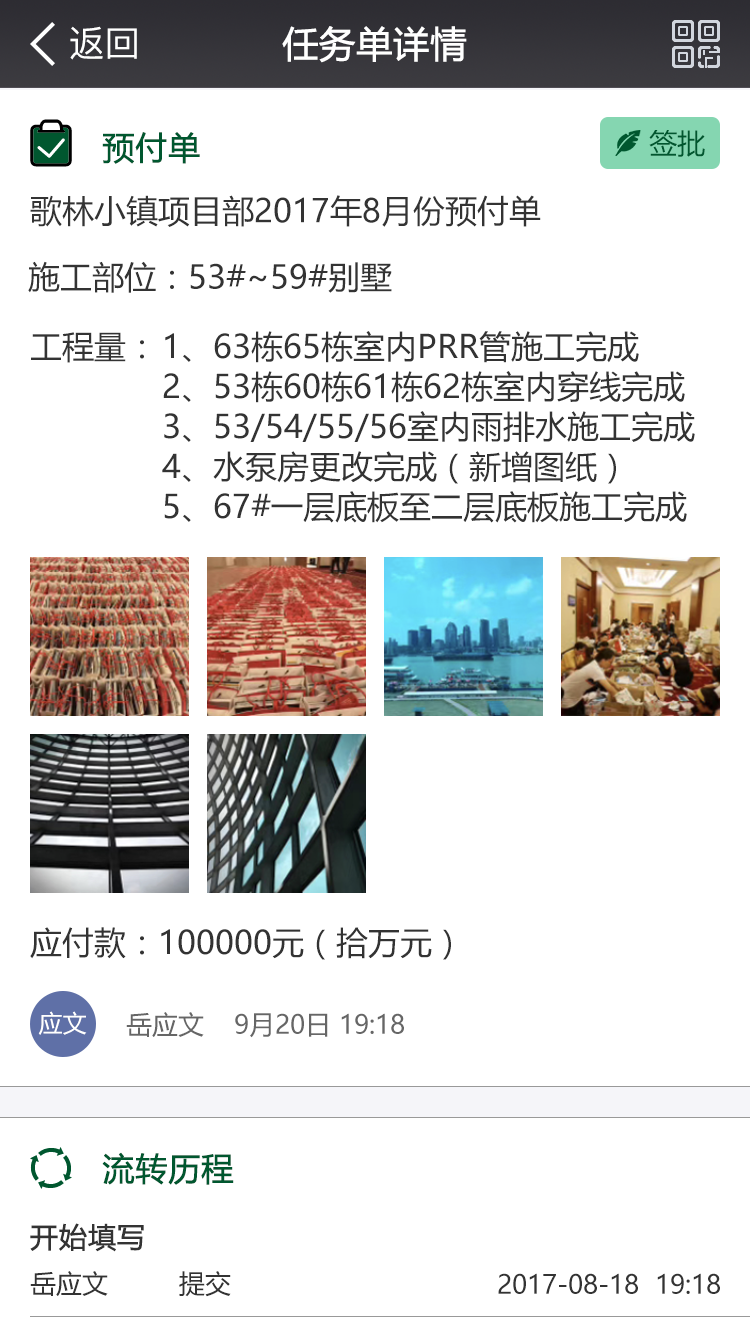 返回
任务单详情
预付单
签批
歌林小镇项目部2017年8月份预付单
施工部位：53#~59#别墅
工程量：1、63栋65栋室内PRR管施工完成
2、53栋60栋61栋62栋室内穿线完成
3、53/54/55/56室内雨排水施工完成
4、水泵房更改完成（新增图纸）
5、67#一层底板至二层底板施工完成
应付款：100000元（拾万元）
应文
岳应文 9月20日 19:18
流转历程
开始填写
岳应文 提交 2017-08-18 19:18